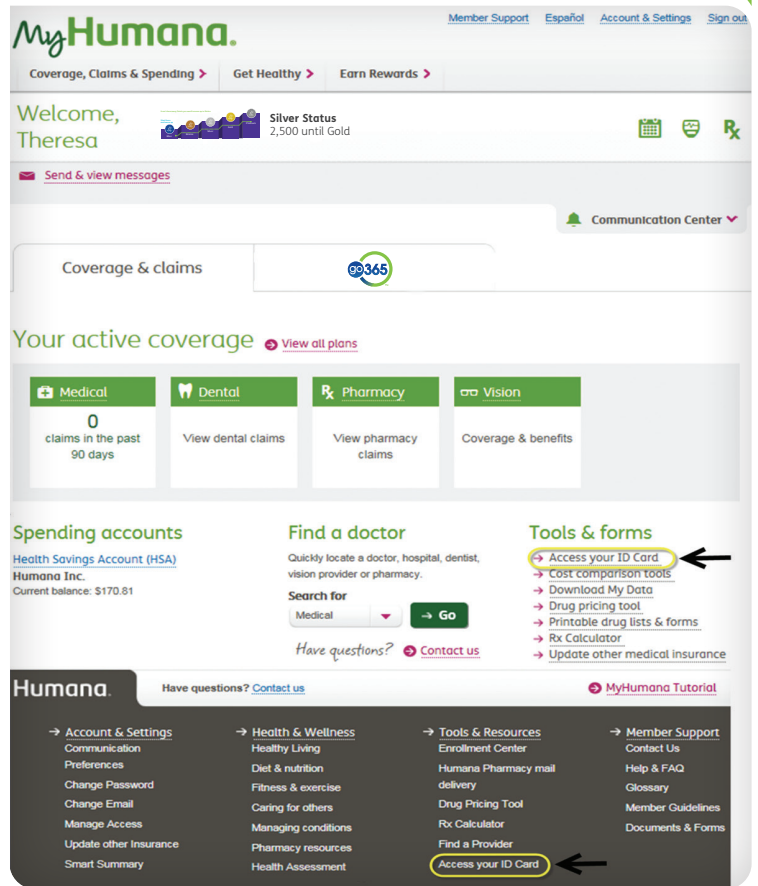 Member Support Español Account & Settings Sign out
MyHumana.
Coverage, Claims & Spending Get Healthy Earn Rewards
Welcome,
Theresa
Silver Status
2,500 until Gold
Rx
Send & view messages
Communication Center
Coverage & claims
go365
Your active coverage View all plans
Medical
0
claims in the past
90 days
Dental
View dental claims
Rx Pharmacy
View pharmacy
claims
Vision
Coverage & benefits
Spending accounts
Health Savings Account (HSA)
Humana Inc.
Current balance: $170.81
Find a doctor
Quickly locate a doctor, hospital, dentist,
vision provider or pharmacy.
Search for
Medical → Go
Have questions? Contact us
Tools & forms
→ Access your ID Card
→ Cost comparison tools
→ Download My Data
→ Drug pricing tool
→ Printable drug lists & forms
→ Rx Calculator
→ Update other medical insurance
Humana.
Have questions? Contact us
MyHumana Tutorial
→ Account & Settings
Communication
Preferences
Change Password
Change Email
Manage Access
Update other Insurance
Smart Summary
→ Health & Wellness
Healthy Living
Diet & nutrition
Fitness & exercise
Caring for others
Managing conditions
Pharmacy resources
Health Assessment
→ Tools & Resources
Enrollment Center
Humana Pharmacy mail
delivery
Drug Pricing Tool
Rx Calculator
Find a Provider
Access your ID Card
→ Member Support
Contact Us
Help & FAQ
Glossary
Member Guidelines
Documents & Forms